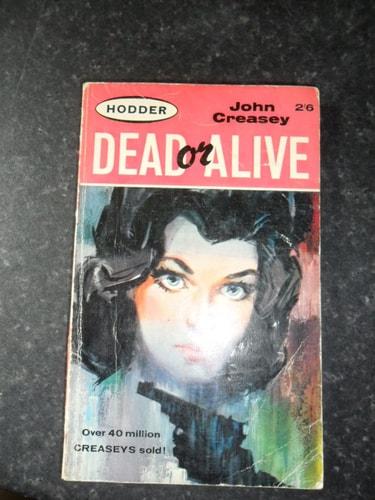 HODDER
John
Creasey
2/6
DEAD or ALIVE
Over 40 million
CREASEYS sold!